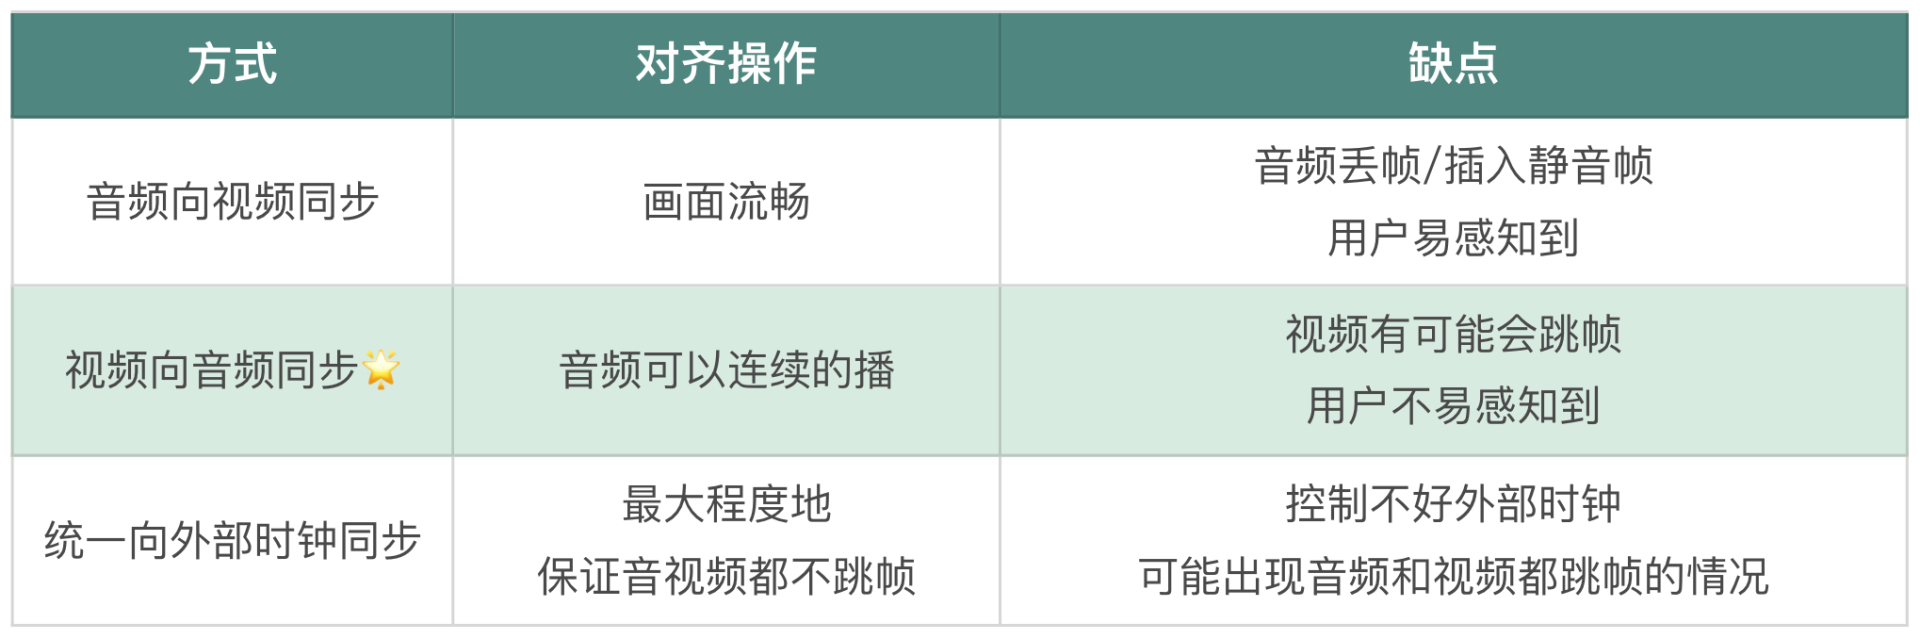 方式
对齐操作
缺点
音频向视频同步
画面流畅
音频丢帧/插入静音帧
用户易感知到
视频向音频同步🌟
音频可以连续的播
视频有可能会跳帧
用户不易感知到
统一向外部时钟同步
最大程度地
保证音视频都不跳帧
控制不好外部时钟
可能出现音频和视频都跳帧的情况